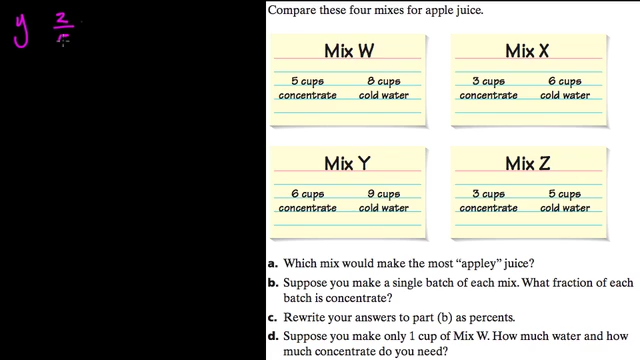 y 2/5
Compare these four mixes for apple juice.
Mix W
5 cups 8 cups
concentrate cold water
Mix X
3 cups 6 cups
concentrate cold water
Mix Y
6 cups 9 cups
concentrate cold water
Mix Z
3 cups 5 cups
concentrate cold water
a. Which mix would make the most “appley” juice?
b. Suppose you make a single batch of each mix. What fraction of each
batch is concentrate?
c. Rewrite your answers to part (b) as percents.
d. Suppose you make only 1 cup of Mix W. How much water and how
much concentrate do you need?